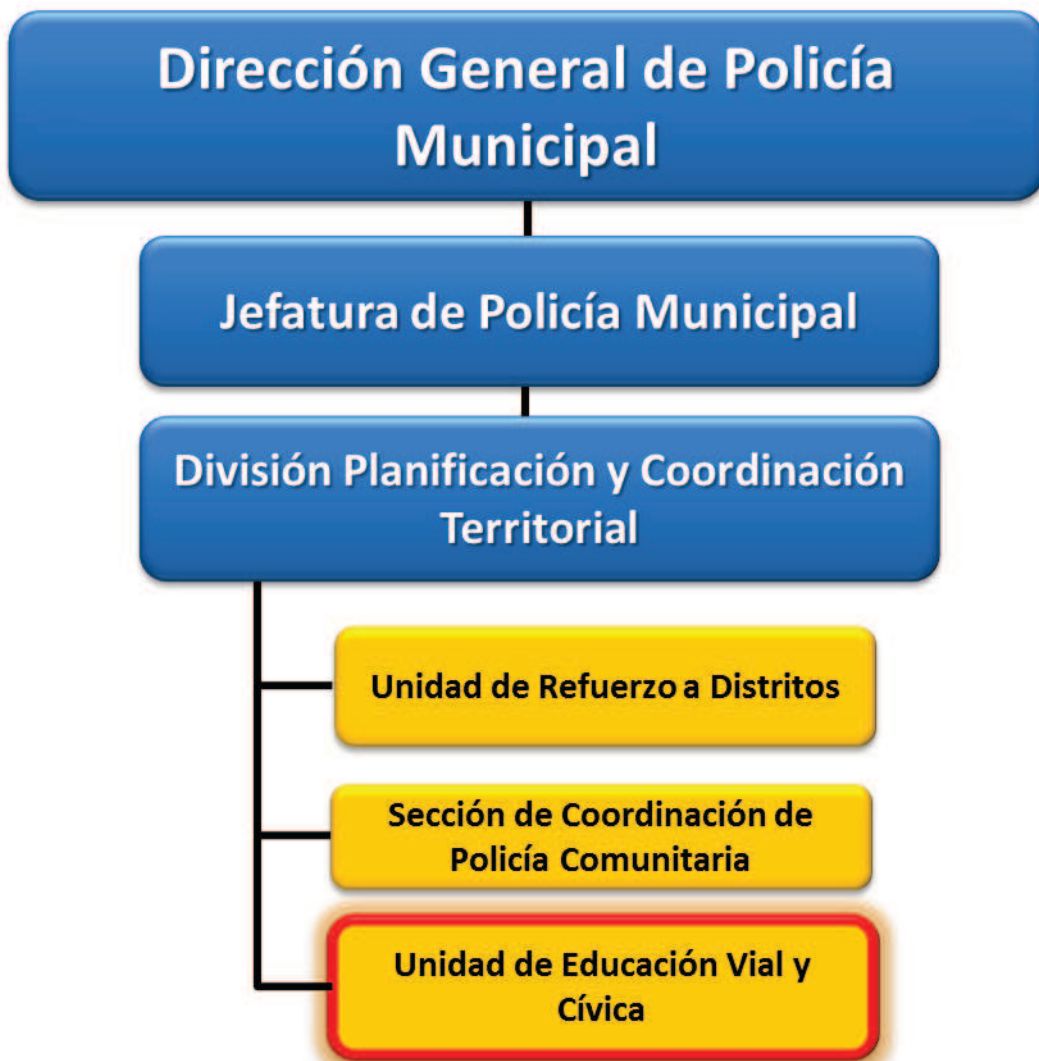 Dirección General de Policía
Municipal
Jefatura de Policía Municipal
División Planificación y Coordinación
Territorial
Unidad de Refuerzo a Distritos
Sección de Coordinación de
Policía Comunitaria
Unidad de Educación Vial y
Cívica